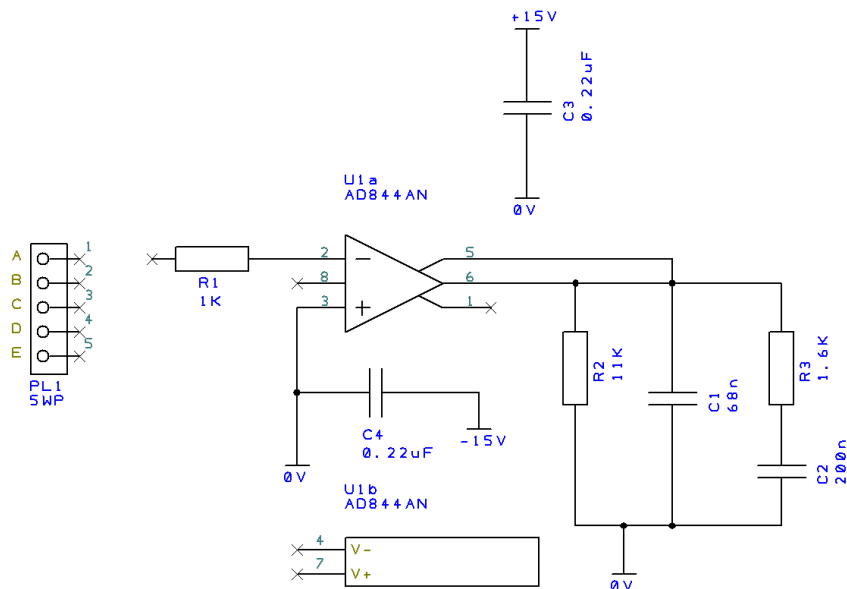 +15V
C3
0.22uF
0V
U1a
AD844AN
A 1
B 2
C 3
D 4
E 5
PL1
5WP
R1
1K
2
8
3
5
6
1
R2
11K
C1
68n
R3
1.6K
C2
200n
C4
0.22uF
-15V
0V
U1b
AD844AN
4 V-
7 V+
0V